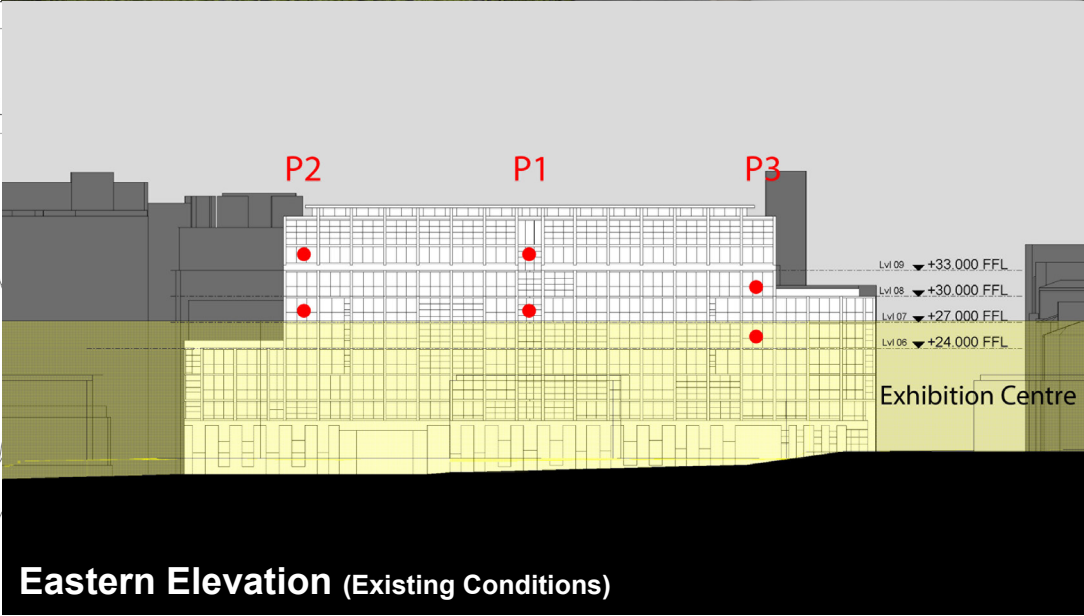 P2 P1 P3
Lvl 09 +33.000 FFL
Lvl 08 +30.000 FFL
Lvl 07 +27.000 FFL
Lvl 06 +24.000 FFL
Exhibition Centre
Eastern Elevation (Existing Conditions)